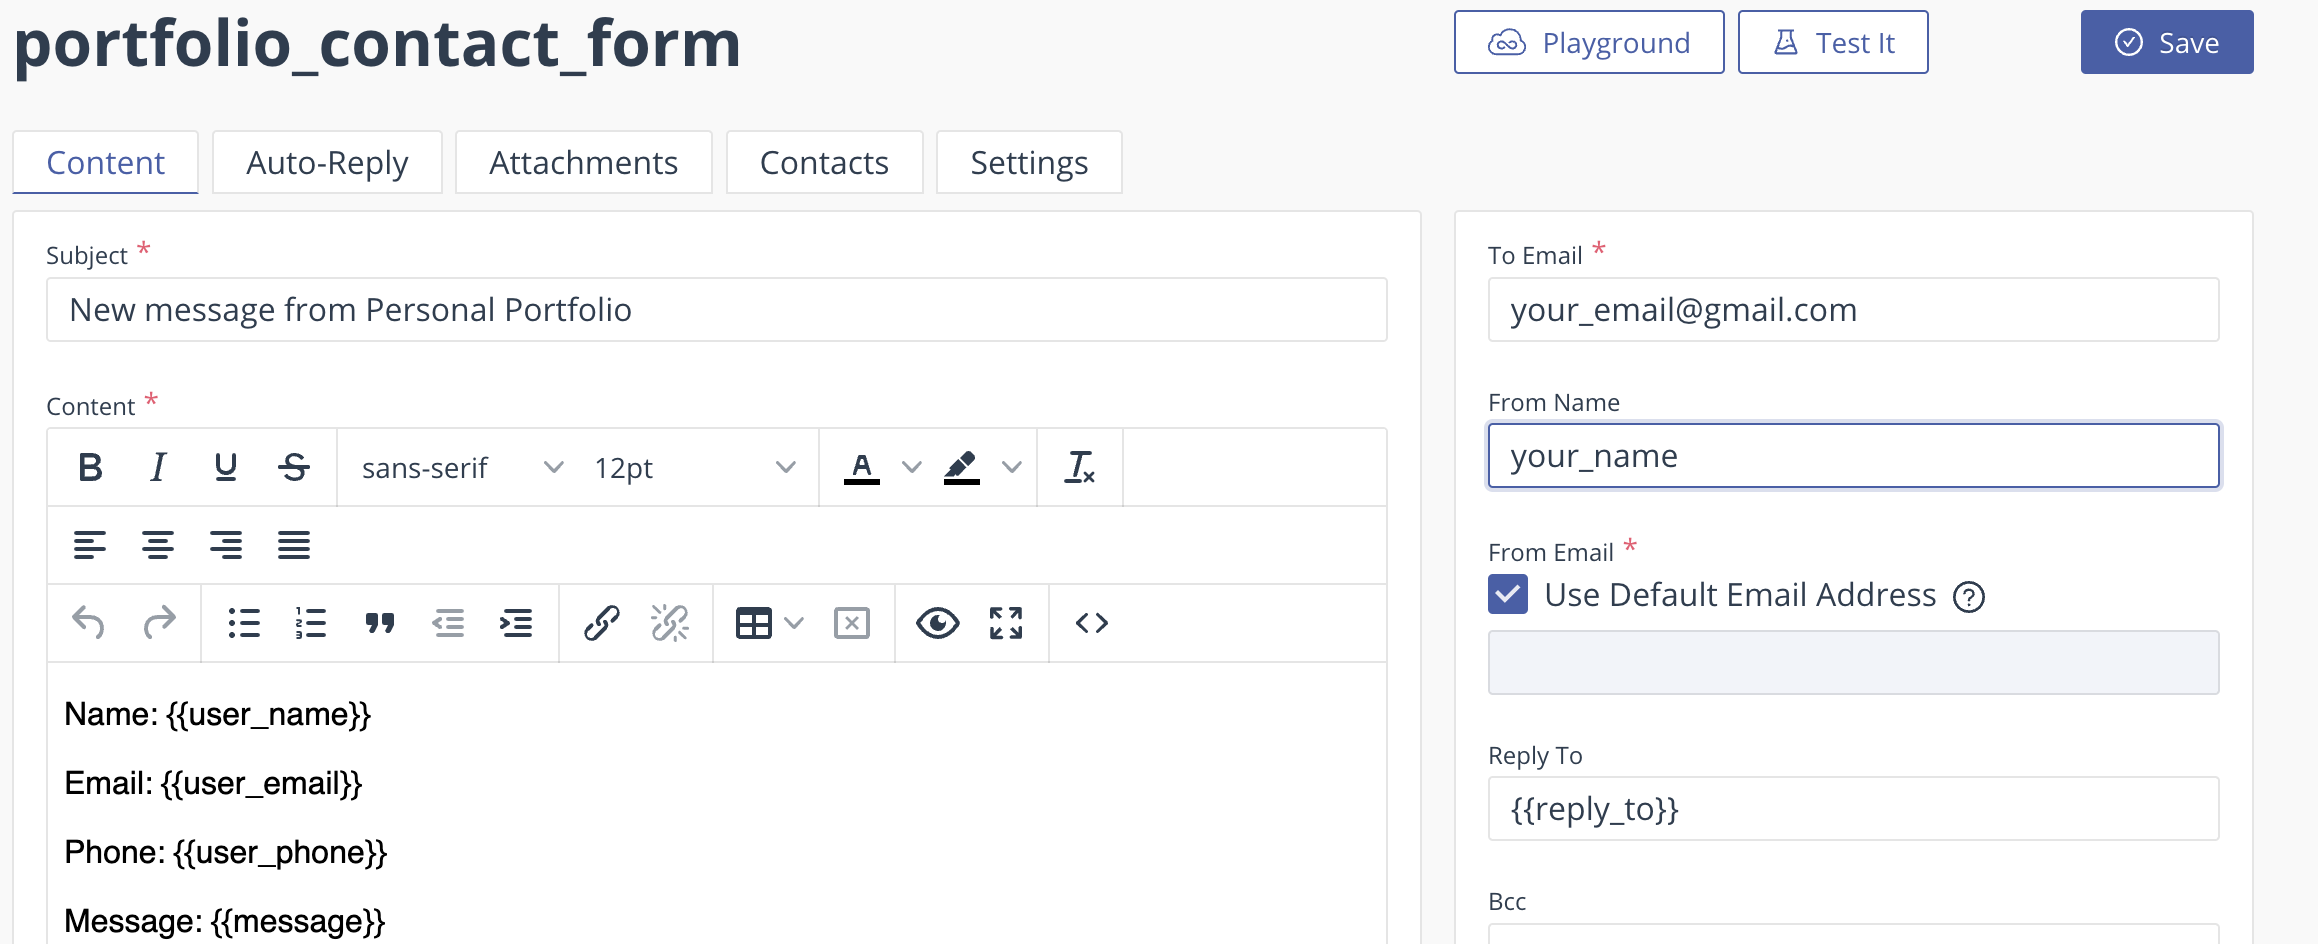 portfolio_contact_form
Playground
Test It
Save
Content
Auto-Reply
Attachments
Contacts
Settings
Subject *
New message from Personal Portfolio
Content *
B I U S sans-serif 12pt A
Name: {{user_name}}
Email: {{user_email}}
Phone: {{user_phone}}
Message: {{message}}
To Email *
your_email@gmail.com
From Name
your_name
From Email *
Use Default Email Address ?
Reply To
{{reply_to}}
Bcc